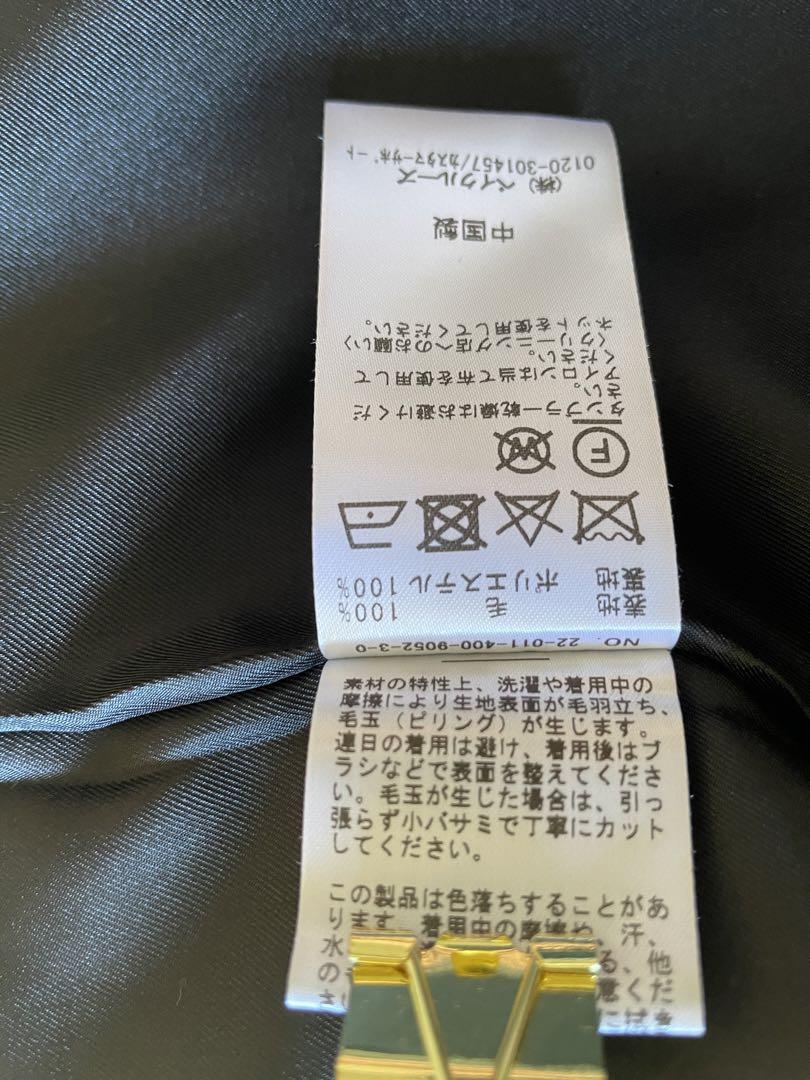 NO. 22-011-400-9052-3-0
表地 毛 100%
裏地 ポリエステル 100%
F W
タンブラー乾燥はお避けくだ
さい。
アイロンは当て布を使用して
ください。
〈クリーニング店へのお願い〉
ネットを使用してください。
中国製
(株) ベイクルーズ
0120-301457/カスタマーサポート
素材の特性上、洗濯や着用中の
摩擦により生地表面が毛羽立ち、
毛玉（ピリング）が生じます。
連日の着用は避け、着用後はブ
ラシなどで表面を整えてくださ
い。毛玉が生じた場合は、引っ
張らず小バサミで丁寧にカット
してください。
この製品は色落ちすることがあ
ります。着用中の摩擦や、汗、
水 る、他
の 意くだ
さ に拭き